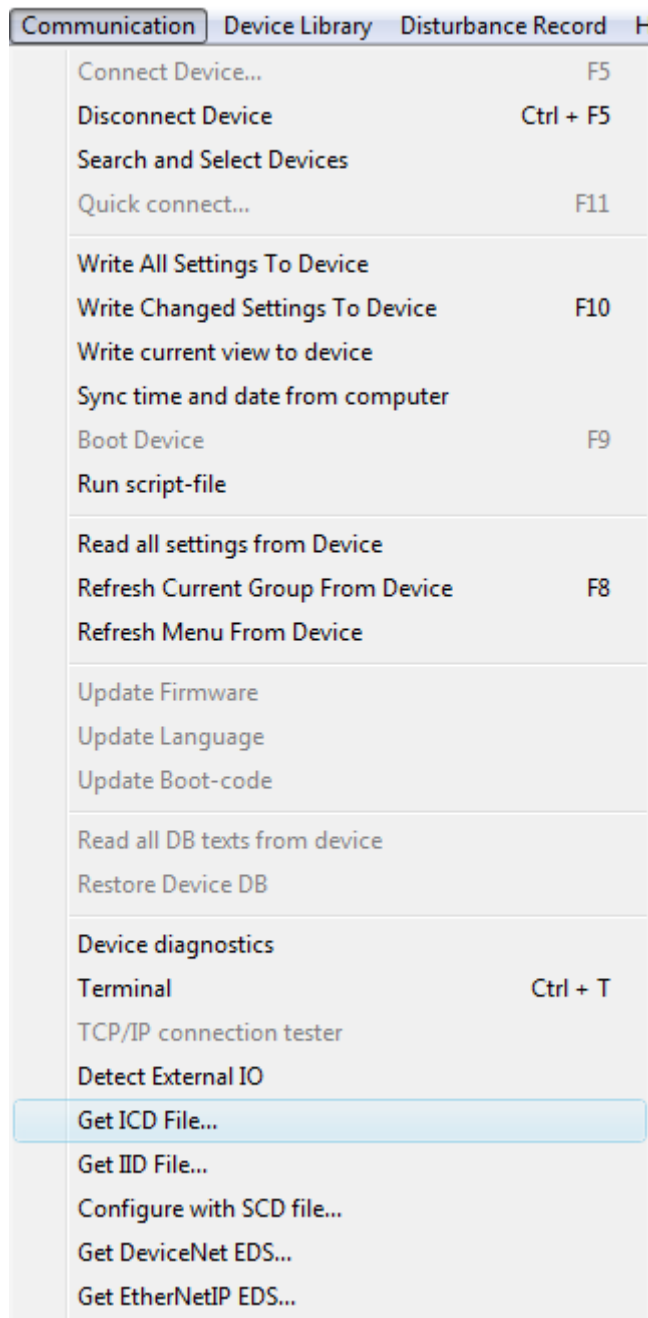 Communication Device Library Disturbance Record H
Connect Device... F5
Disconnect Device Ctrl + F5
Search and Select Devices
Quick connect... F11
Write All Settings To Device
Write Changed Settings To Device F10
Write current view to device
Sync time and date from computer
Boot Device F9
Run script-file
Read all settings from Device
Refresh Current Group From Device F8
Refresh Menu From Device
Update Firmware
Update Language
Update Boot-code
Read all DB texts from device
Restore Device DB
Device diagnostics
Terminal Ctrl + T
TCP/IP connection tester
Detect External IO
Get ICD File...
Get IID File...
Configure with SCD file...
Get DeviceNet EDS...
Get EtherNetIP EDS...